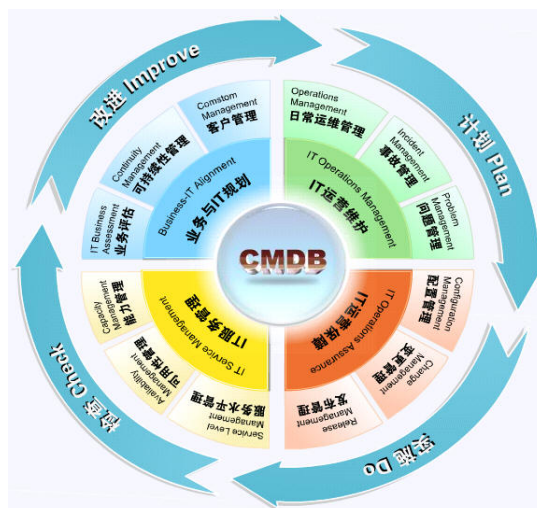 改进 Improve
计划 Plan
实施 Do
检查 Check
CMDB
Operations
Management
日常运维管理
Incident
Management
事故管理
Problem
Management
问题管理
IT Operations Management
IT运营维护
Configuration
Management
配置管理
Change
Management
变更管理
Release
Management
发布管理
IT Operations Assurance
IT运营保障
Service Level
Management
服务水平管理
Availability
Management
可用性管理
Capacity
Management
能力管理
IT Service Management
IT服务管理
IT Business
Assessment
业务评估
Continuity
Management
可持续性管理
Comstom
Management
客户管理
Business-IT Alignment
业务与IT规划